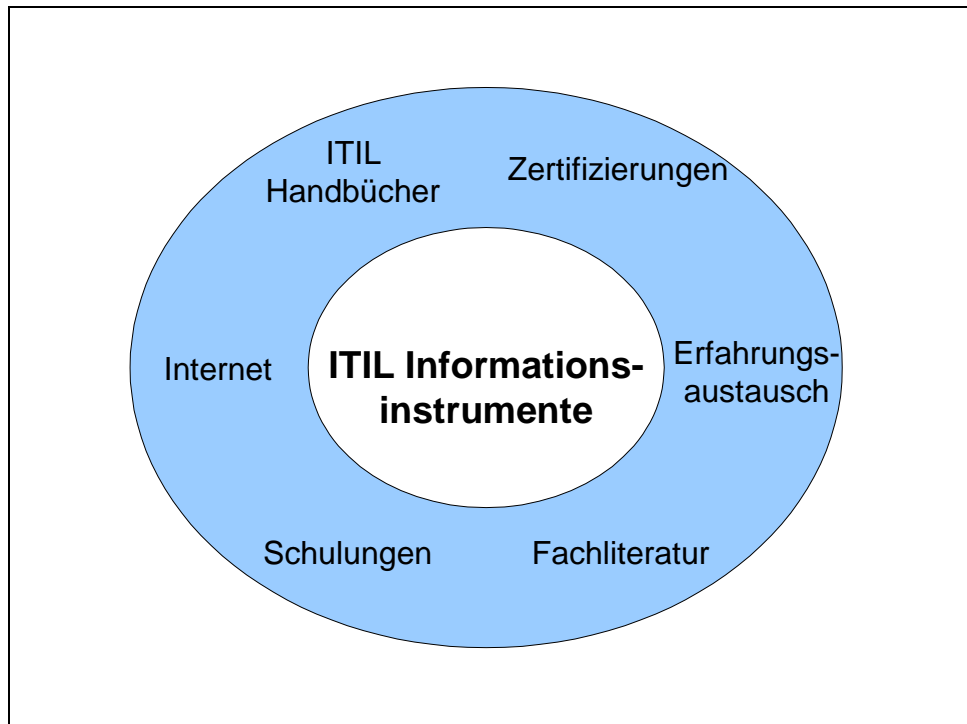 ITIL
Handbücher
Zertifizierungen
Internet
ITIL Informations-
instrumente
Erfahrungs-
austausch
Schulungen
Fachliteratur